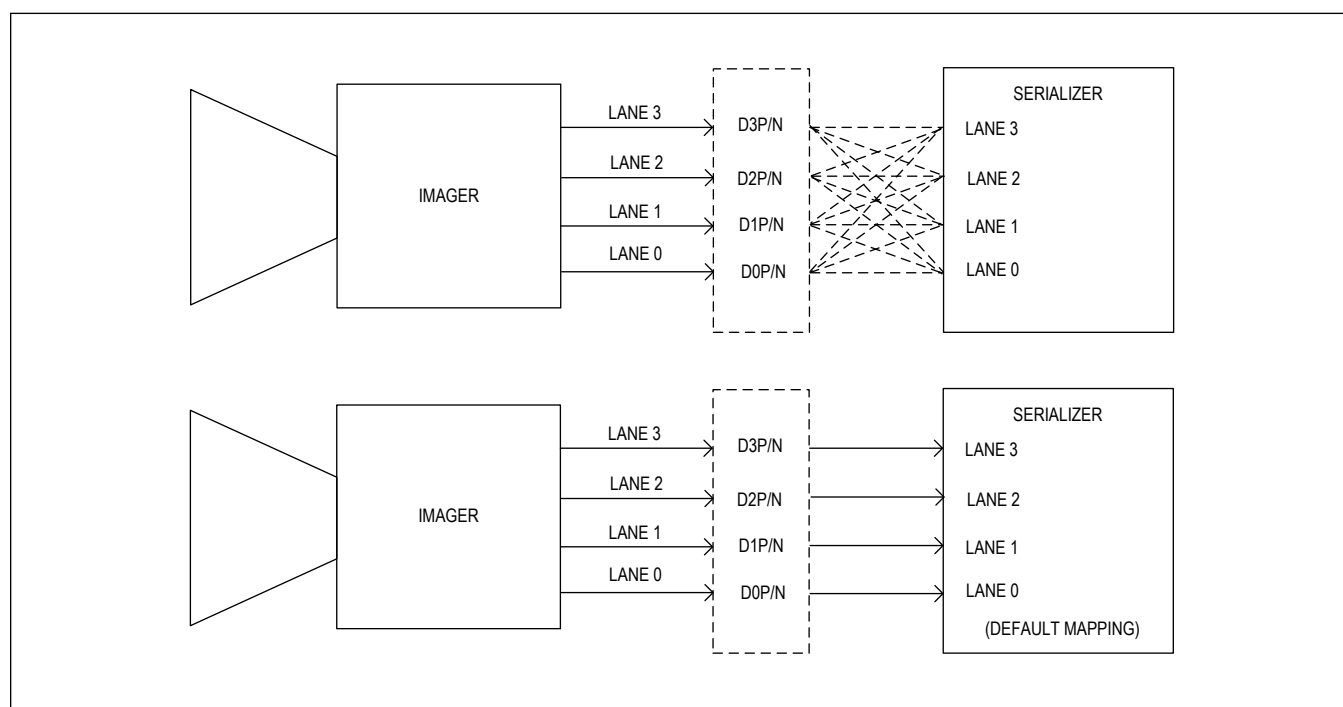 SERIALIZER
LANE 3
D3P/N
LANE 3
LANE 2
D2P/N
LANE 2
IMAGER
LANE 1
D1P/N
LANE 1
LANE 0
D0P/N
LANE 0
SERIALIZER
LANE 3
D3P/N
LANE 3
LANE 2
D2P/N
LANE 2
IMAGER
LANE 1
D1P/N
LANE 1
LANE 0
D0P/N
LANE 0
(DEFAULT MAPPING)